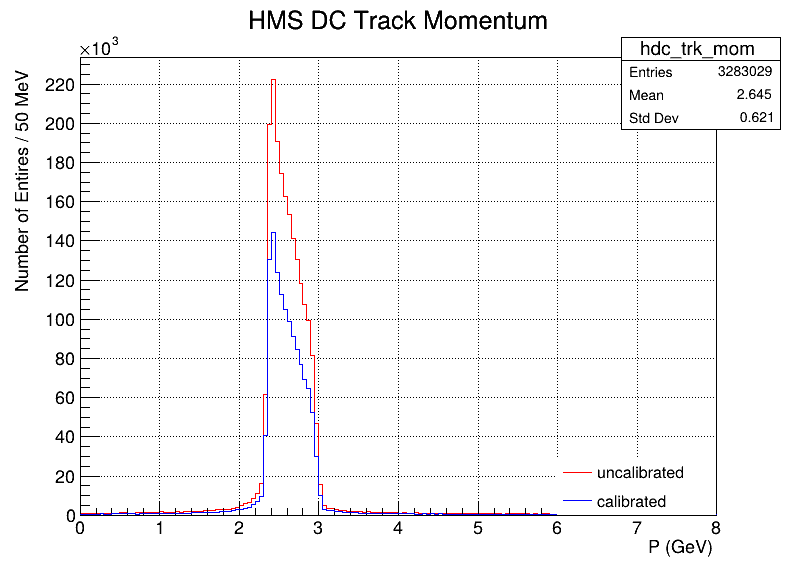 HMS DC Track Momentum
×10³
hdc_trk_mom
Entries 3283029
Mean 2.645
Std Dev 0.621
Number of Entires / 50 MeV
220
200
180
160
140
120
100
80
60
40
20
0
uncalibrated
calibrated
0 1 2 3 4 5 6 7 8
P (GeV)